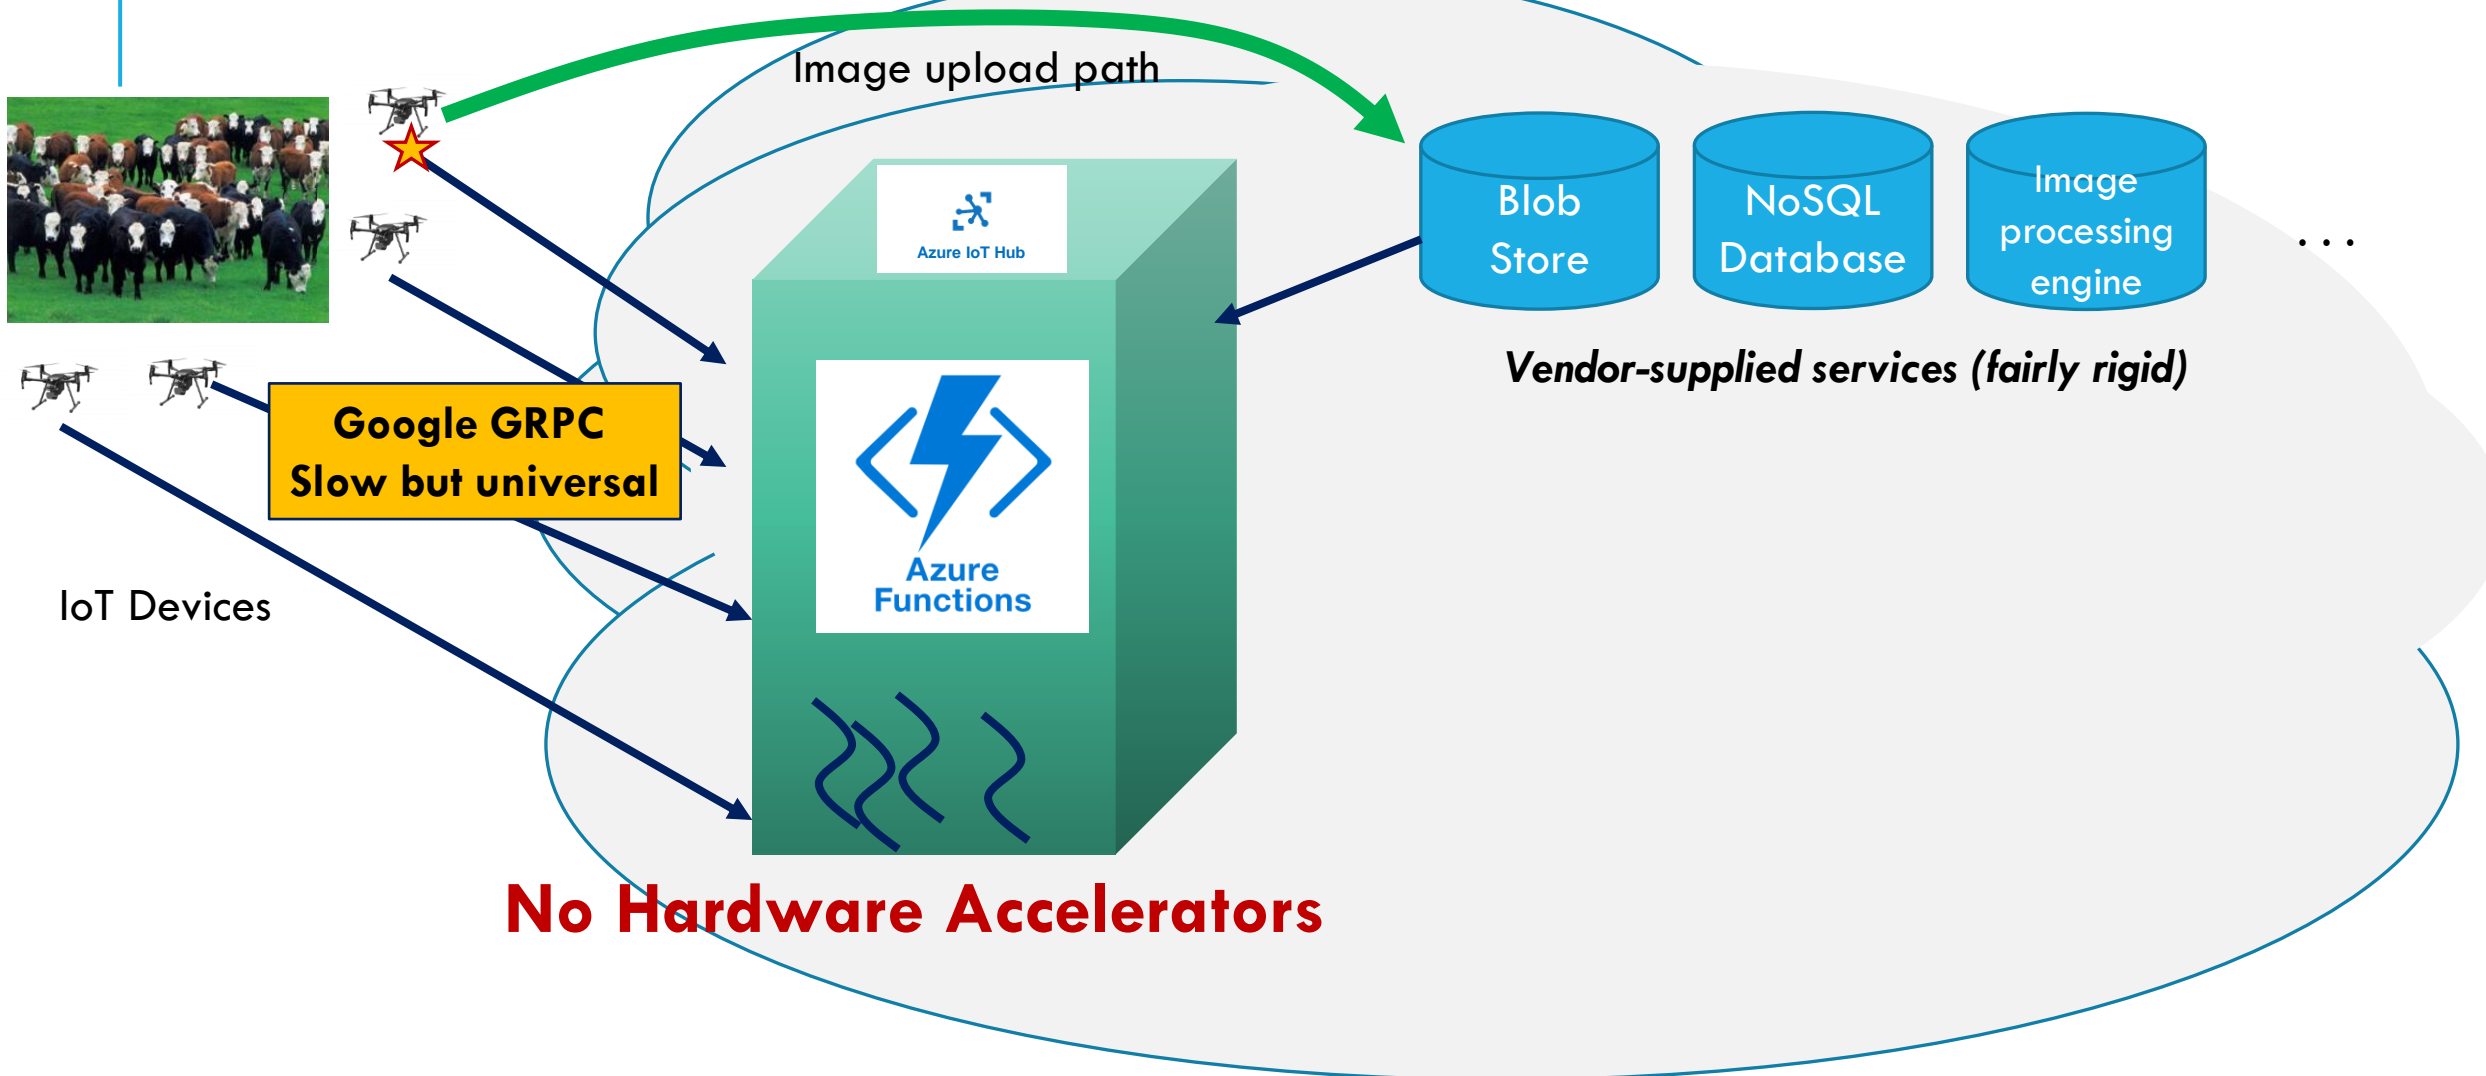 Image upload path
Azure IoT Hub
Blob
Store
NoSQL
Database
Image
processing
engine
. . .
Vendor-supplied services (fairly rigid)
Google GRPC
Slow but universal
Azure
Functions
IoT Devices
No Hardware Accelerators